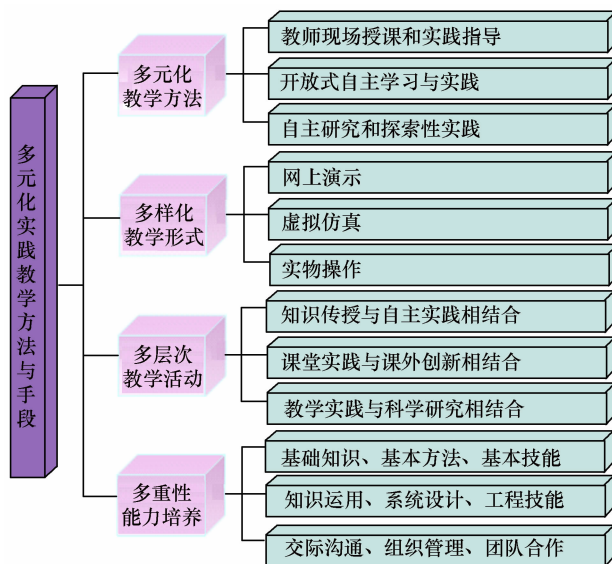 多元化实践教学方法与手段
多元化
教学方法
教师现场授课和实践指导
开放式自主学习与实践
自主研究和探索性实践
多样化
教学形式
网上演示
虚拟仿真
实物操作
多层次
教学活动
知识传授与自主实践相结合
课堂实践与课外创新相结合
教学实践与科学研究相结合
多重性
能力培养
基础知识、基本方法、基本技能
知识运用、系统设计、工程技能
交际沟通、组织管理、团队合作